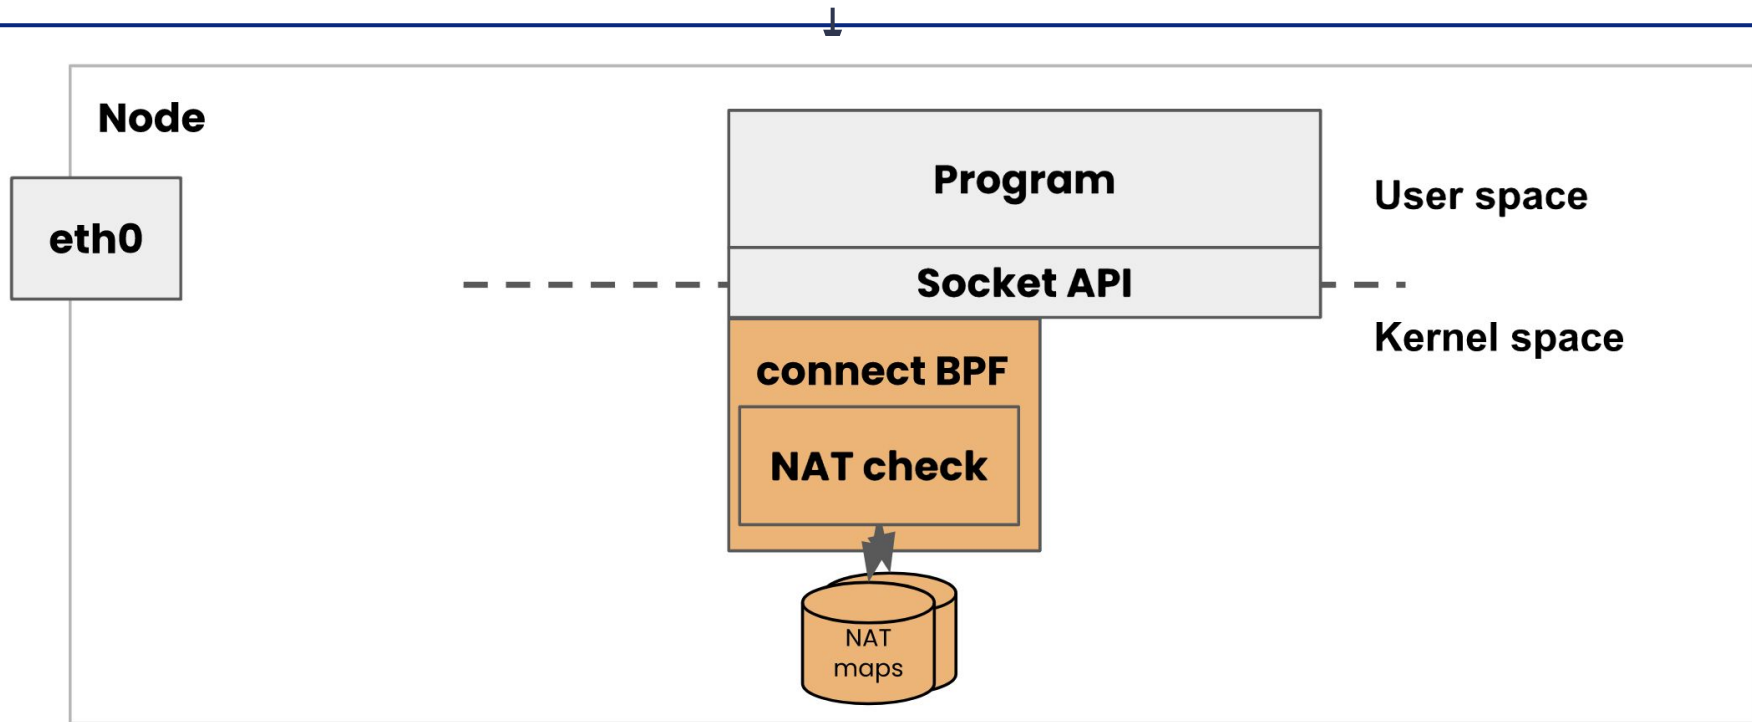 Node
eth0
Program
User space
Socket API
Kernel space
connect BPF
NAT check
NAT
maps